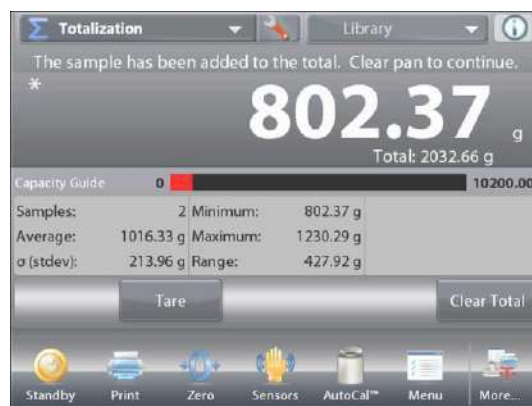 Σ Totalization Library
The sample has been added to the total. Clear pan to continue.
* 802.37 g
Total: 2032.66 g
Capacity Guide 0 10200.00
Samples: 2 Minimum: 802.37 g
Average: 1016.33 g Maximum: 1230.29 g
σ (stdev): 213.96 g Range: 427.92 g
Tare Clear Total
Standby Print Zero Sensors AutoCal™ Menu More...